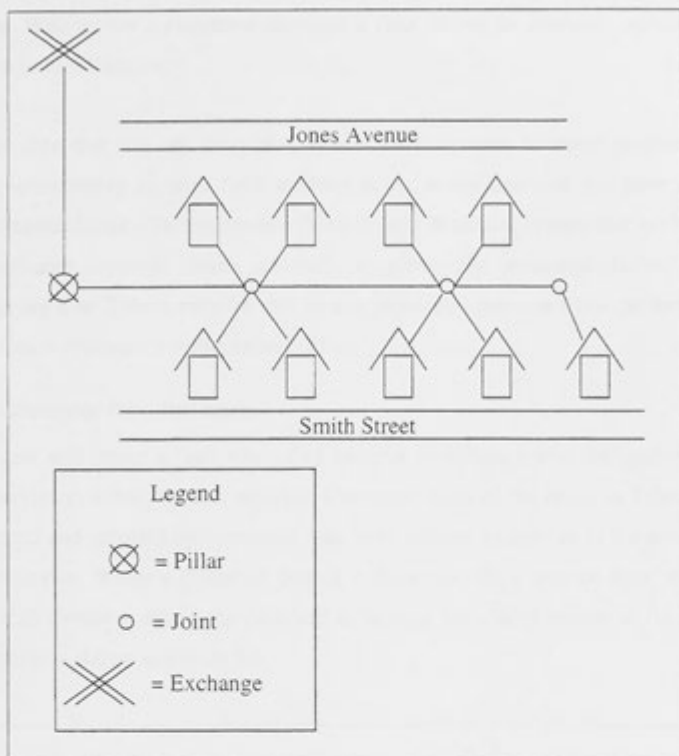 Jones Avenue
Smith Street
Legend
= Pillar
= Joint
= Exchange